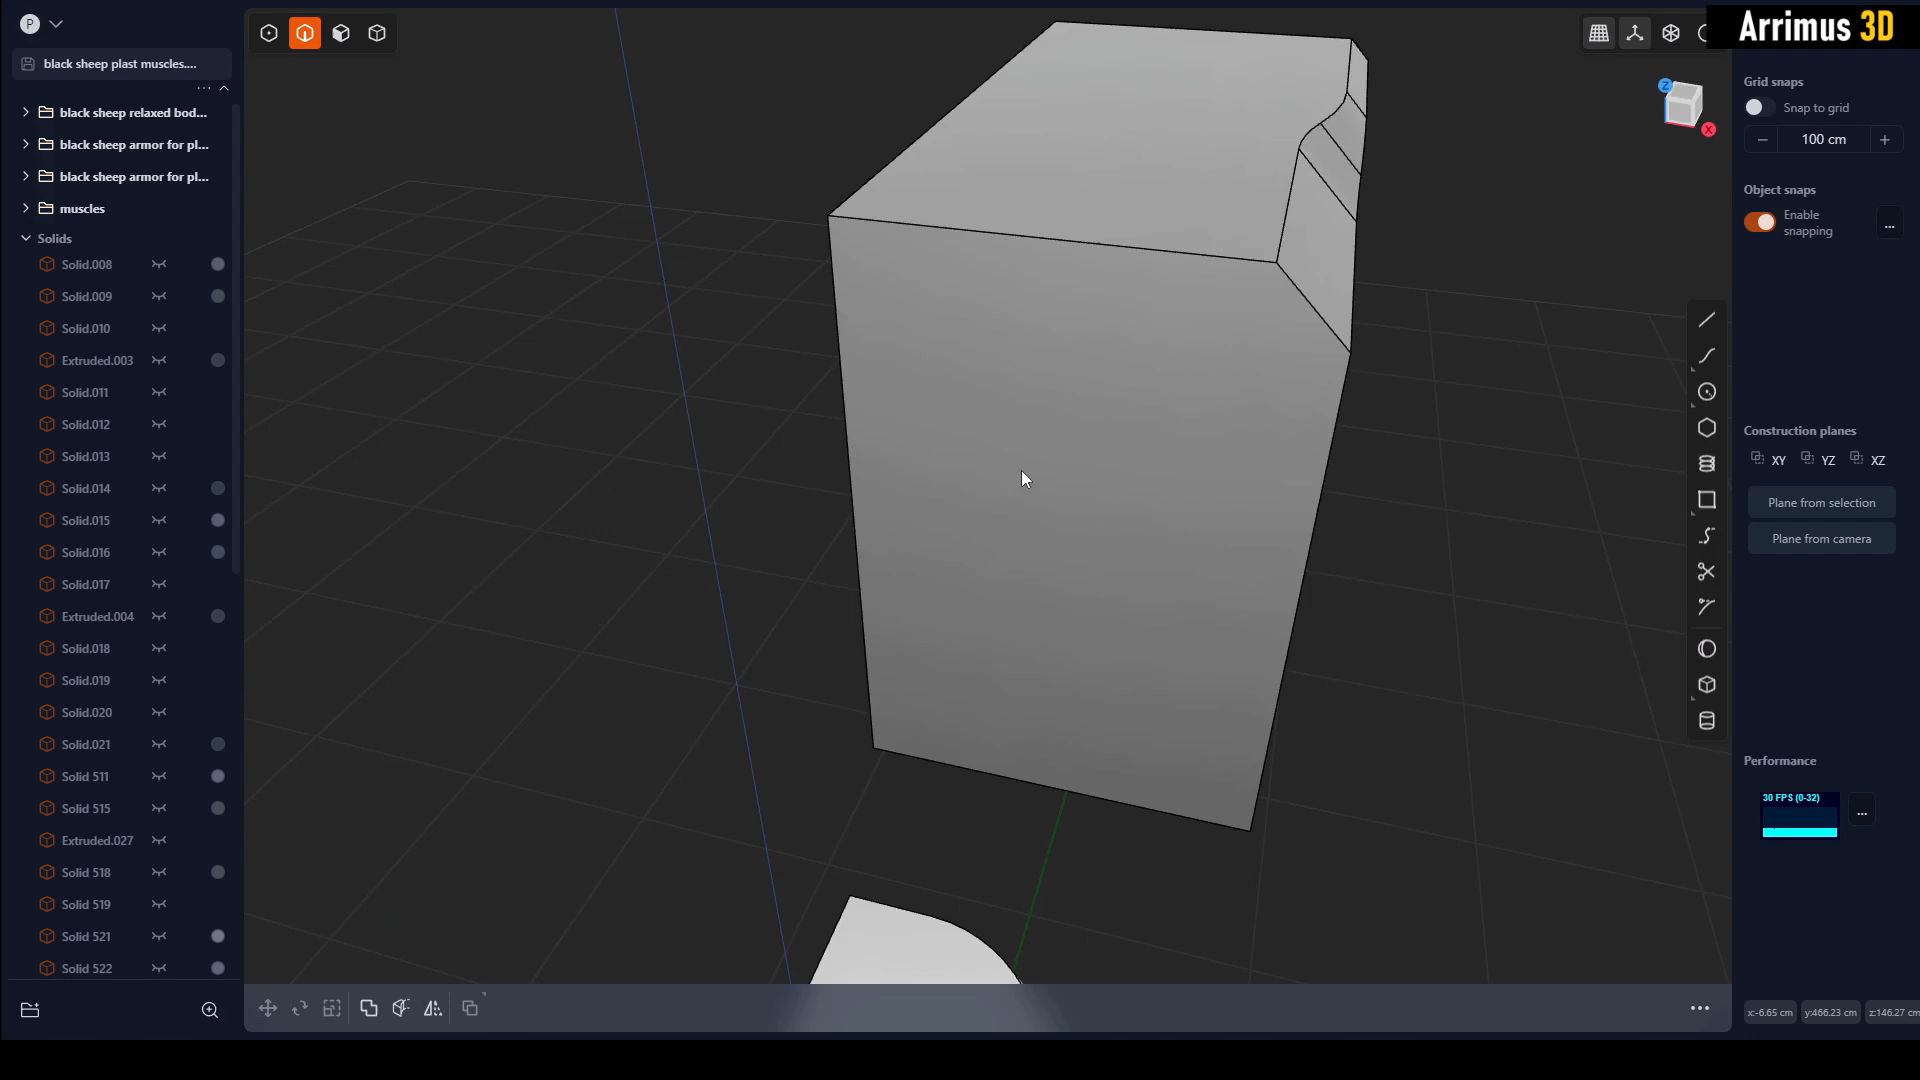 P
black sheep plast muscles....
black sheep relaxed bod...
black sheep armor for pl...
black sheep armor for pl...
muscles
Solids
Solid.008
Solid.009
Solid.010
Extruded.003
Solid.011
Solid.012
Solid.013
Solid.014
Solid.015
Solid.016
Solid.017
Extruded.004
Solid.018
Solid.019
Solid.020
Solid.021
Solid 511
Solid 515
Extruded.027
Solid 518
Solid 519
Solid 521
Solid 522
Arrimus 3D
Z
X
Grid snaps
Snap to grid
100 cm
Object snaps
Enable
snapping
...
Construction planes
XY YZ XZ
Plane from selection
Plane from camera
Performance
30 FPS (0-32)
...
x:-6.65 cm y:466.23 cm z:146.27 cm